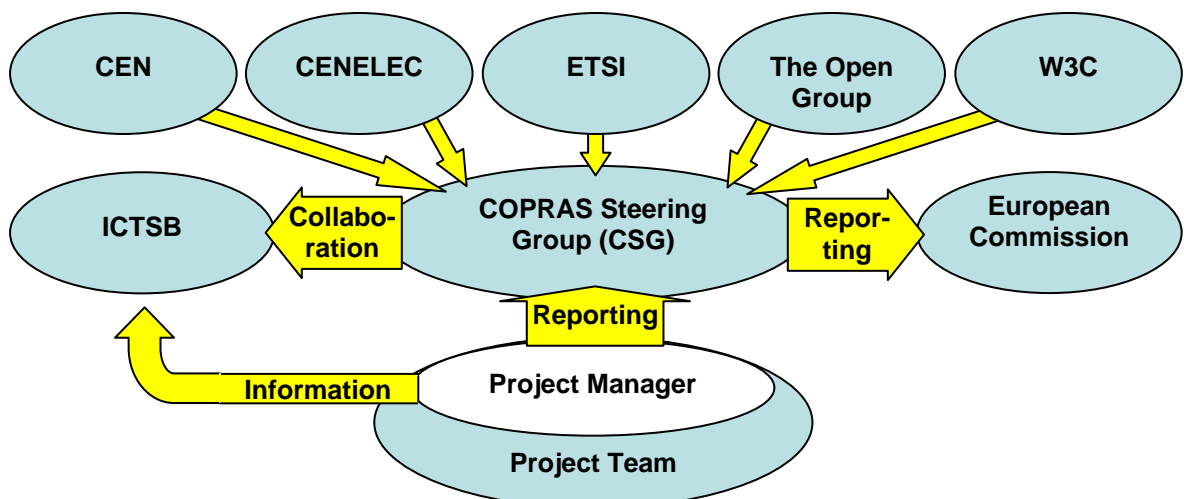 CEN
CENELEC
ETSI
The Open
Group
W3C
ICTSB
Collabo-
ration
COPRAS Steering
Group (CSG)
Repor-
ting
European
Commission
Reporting
Information
Project Manager
Project Team